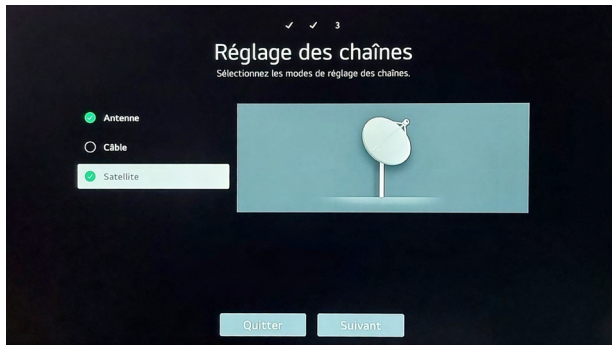 3
Réglage des chaînes
Sélectionnez les modes de réglage des chaînes.
Antenne
Câble
Satellite
Quitter Suivant